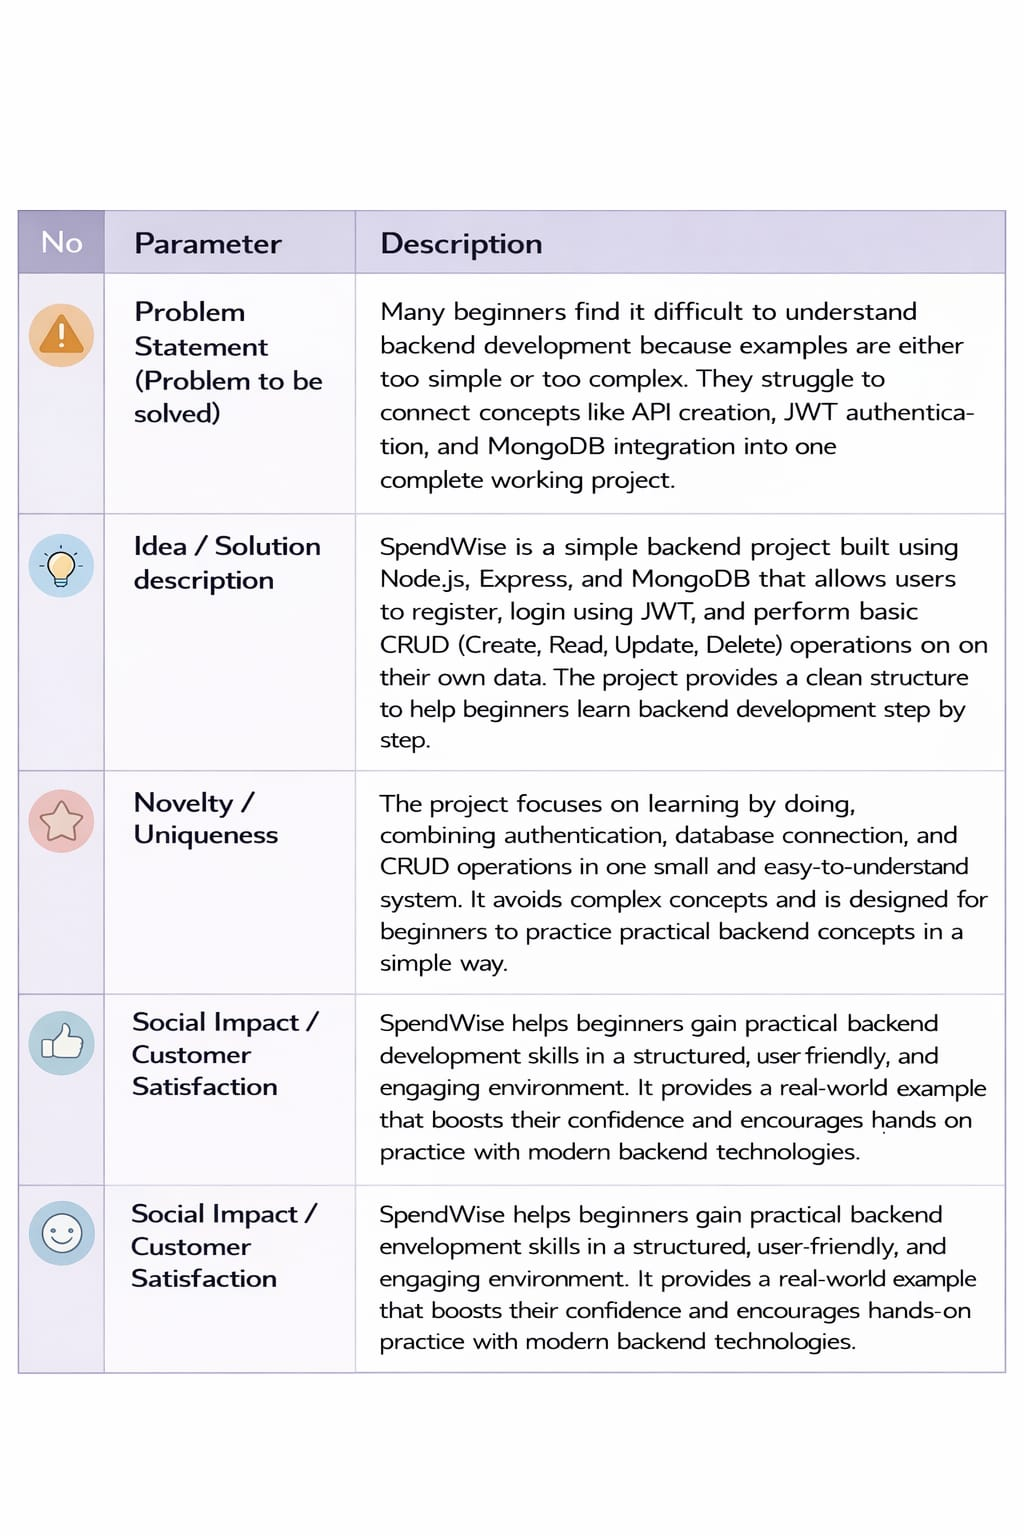 No
Parameter
Description
Problem
Statement
(Problem to be
solved)
Many beginners find it difficult to understand
backend development because examples are either
too simple or too complex. They struggle to
connect concepts like API creation, JWT authentica-
tion, and MongoDB integration into one
complete working project.
Idea / Solution
description
SpendWise is a simple backend project built using
Node.js, Express, and MongoDB that allows users
to register, login using JWT, and perform basic
CRUD (Create, Read, Update, Delete) operations on on
their own data. The project provides a clean structure
to help beginners learn backend development step by
step.
Novelty /
Uniqueness
The project focuses on learning by doing,
combining authentication, database connection, and
CRUD operations in one small and easy-to-understand
system. It avoids complex concepts and is designed for
beginners to practice practical backend concepts in a
simple way.
Social Impact /
Customer
Satisfaction
SpendWise helps beginners gain practical backend
development skills in a structured, user friendly, and
engaging environment. It provides a real-world example
that boosts their confidence and encourages hands on
practice with modern backend technologies.
Social Impact /
Customer
Satisfaction
SpendWise helps beginners gain practical backend
envelopment skills in a structured, user-friendly, and
engaging environment. It provides a real-world example
that boosts their confidence and encourages hands-on
practice with modern backend technologies.